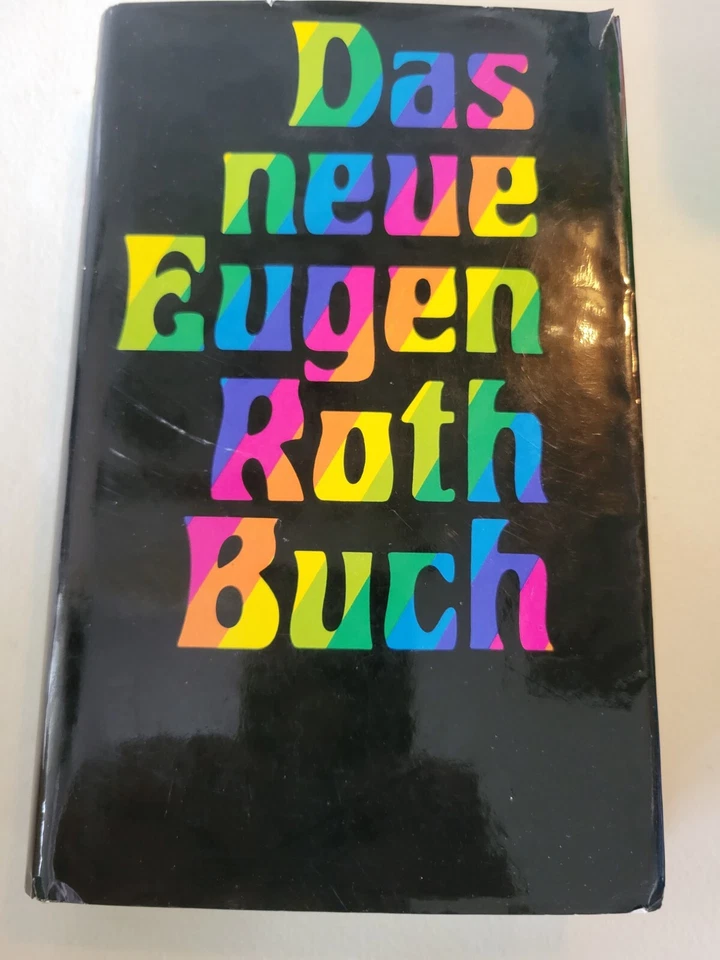 Das
neue
Eugen
Roth
Buch